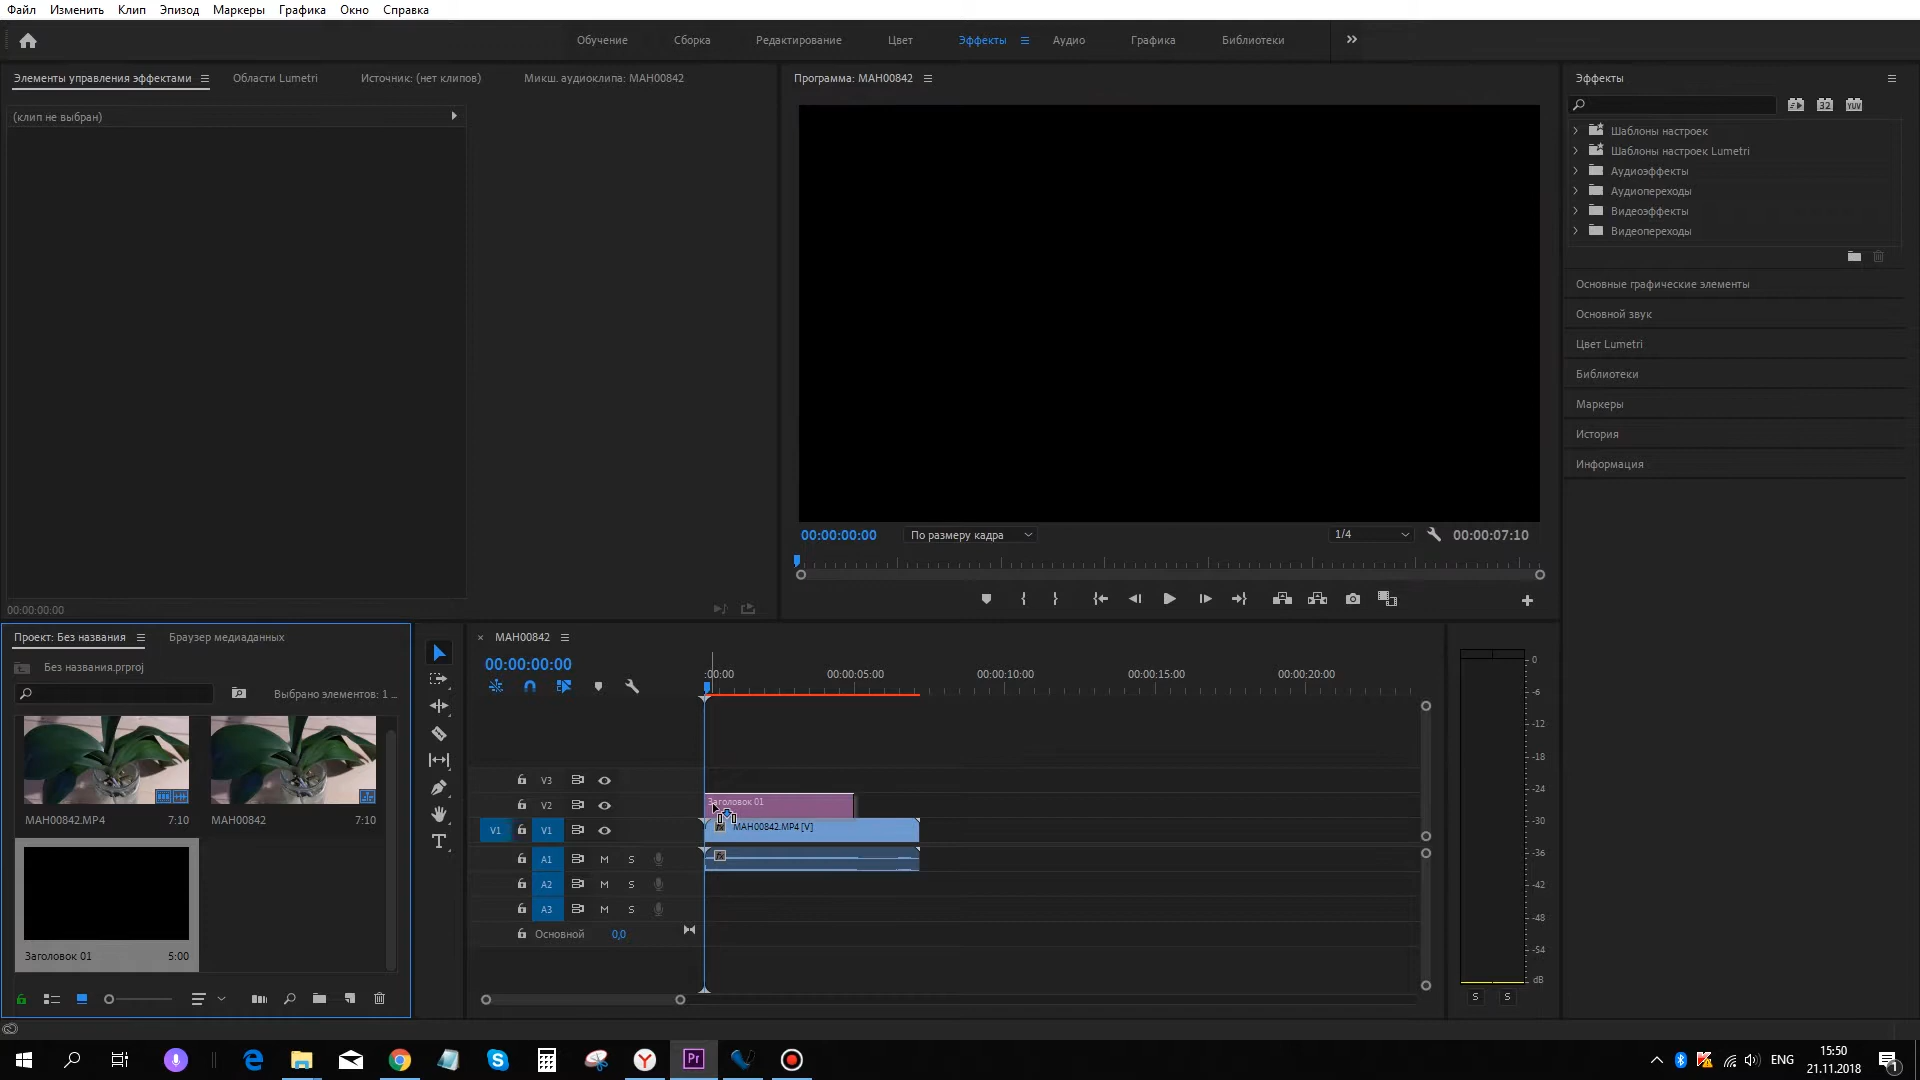 Файл Изменить Клип Эпизод Маркеры Графика Окно Справка
Обучение Сборка Редактирование Цвет Эффекты Аудио Графика Библиотеки
Элементы управления эффектами Области Lumetri Источник: (нет клипов) Микш. аудиоклипа: MAH00842
Программа: MAH00842
Эффекты
(клип не выбран)
32 YUV
Шаблоны настроек
Шаблоны настроек Lumetri
Аудиоэффекты
Аудиопереходы
Видеоэффекты
Видеопереходы
Основные графические элементы
Основной звук
Цвет Lumetri
Библиотеки
Маркеры
История
Информация
00:00:00:00 По размеру кадра 1/4 00:00:07:10
00:00:00:00
Проект: Без названия Браузер медиаданных
Без названия.prproj
Выбрано элементов: 1 ...
MAH00842.MP4 7:10 MAH00842 7:10
Заголовок 01 5:00
MAH00842
00:00:00:00
:00:00 00:00:05:00 00:00:10:00 00:00:15:00 00:00:20:00
V3
V2 Заголовок 01
V1 V1 MAH00842.MP4 [V]
A1 M S
A2 M S
A3 M S
Основной 0,0
0
-6
-12
-18
-24
-30
-36
-42
-48
-54
dB
S S
Pr
ENG
15:50
21.11.2018
1